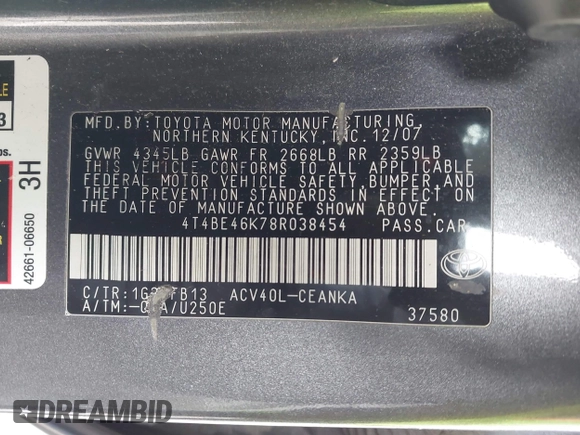 MFD.BY:TOYOTA MOTOR MANUFACTURING,
NORTHERN KENTUCKY, INC. 12/07
GVWR 4345LB GAWR FR 2668LB RR 2359LB
THIS VEHICLE CONFORMS TO ALL APPLICABLE
FEDERAL MOTOR VEHICLE SAFETY, BUMPER, AND
THEFT PREVENTION STANDARDS IN EFFECT ON
THE DATE OF MANUFACTURE SHOWN ABOVE.
4T4BE46K78R038454 PASS.CAR
C/TR: ACV40L-CEANKA
A/TM: 37580
3H
42661-06650
DREAMBID